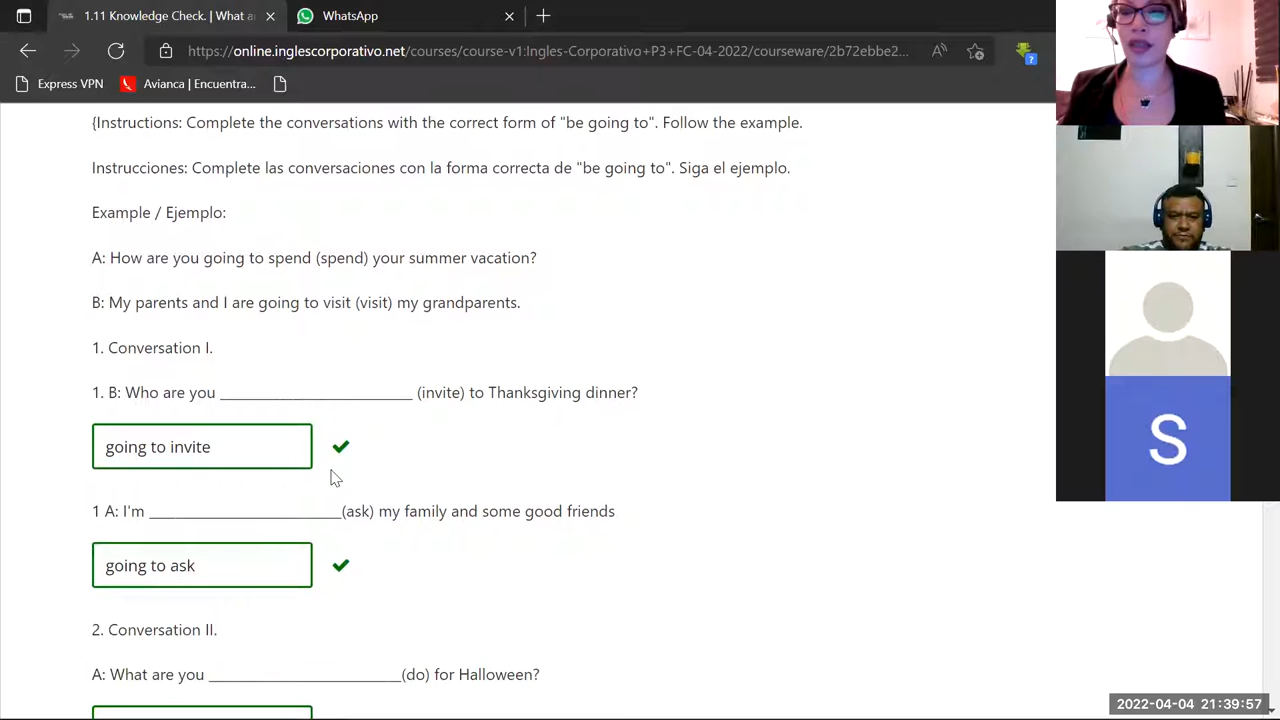 1.11 Knowledge Check. | What a
WhatsApp
https://online.inglescorporativo.net/courses/course-v1:Ingles-Corporativo+P3+FC-04-2022/courseware/2b72ebbe2...
Express VPN
Avianca | Encuentra...
{Instructions: Complete the conversations with the correct form of "be going to". Follow the example.
Instrucciones: Complete las conversaciones con la forma correcta de "be going to". Siga el ejemplo.
Example / Ejemplo:
A: How are you going to spend (spend) your summer vacation?
B: My parents and I are going to visit (visit) my grandparents.
1. Conversation I.
1. B: Who are you ______________________ (invite) to Thanksgiving dinner?
going to invite
1 A: I'm ______________________(ask) my family and some good friends
going to ask
2. Conversation II.
A: What are you ______________________(do) for Halloween?
S
2022-04-04 21:39:57